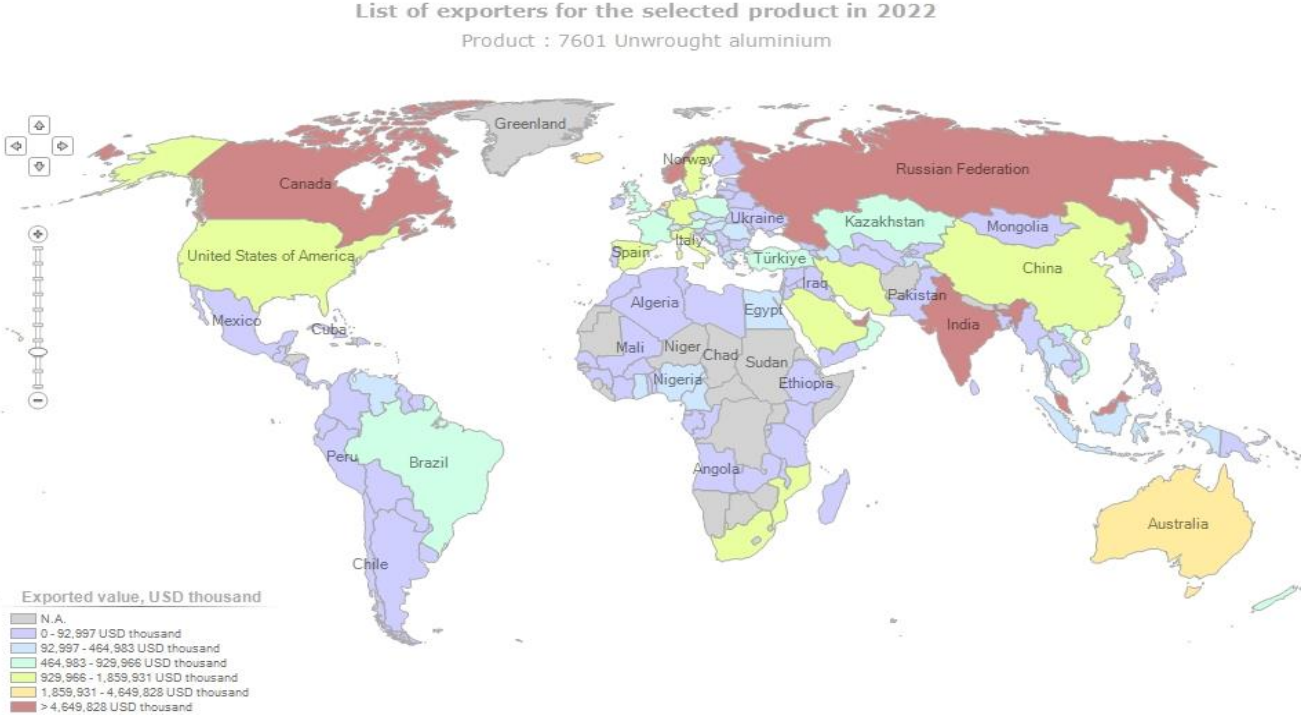 List of exporters for the selected product in 2022
Product : 7601 Unwrought aluminium
Greenland
Norway
Russian Federation
Canada
Ukraine
Kazakhstan
Mongolia
United States of America
Spain
Italy
Türkiye
China
Iraq
Pakistan
Algeria
Egypt
Mexico
Cuba
India
Mali
Niger
Chad
Sudan
Nigeria
Ethiopia
Peru
Brazil
Angola
Australia
Chile
Exported value, USD thousand
N.A.
0 - 92,997 USD thousand
92,997 - 464,983 USD thousand
464,983 - 929,966 USD thousand
929,966 - 1,859,931 USD thousand
1,859,931 - 4,649,828 USD thousand
> 4,649,828 USD thousand